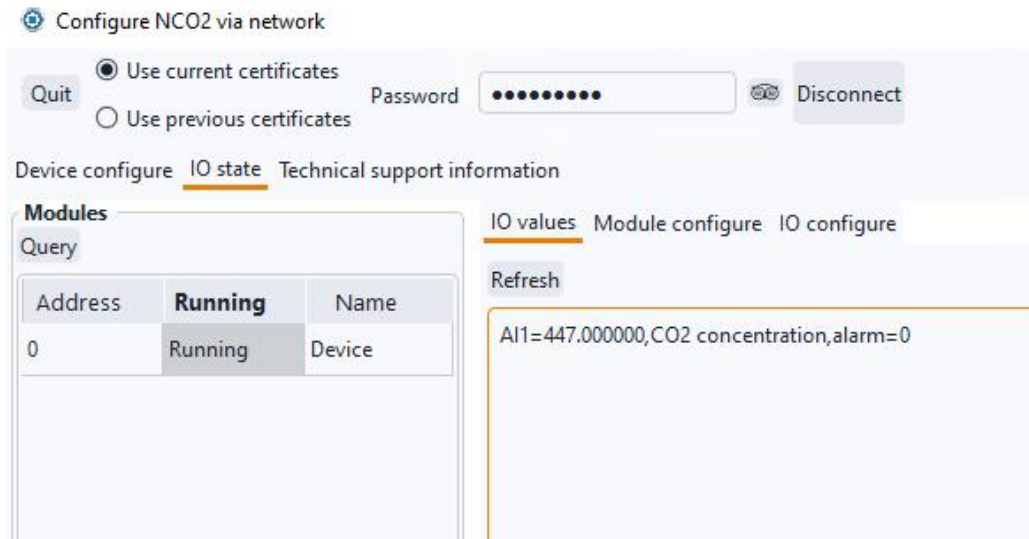 Configure NCO2 via network
Quit
Use current certificates
Use previous certificates
Password
●●●●●●●●●
Disconnect
Device configure IO state Technical support information
Modules
Query
Address Running Name
0 Running Device
IO values Module configure IO configure
Refresh
AI1=447.000000,CO2 concentration,alarm=0